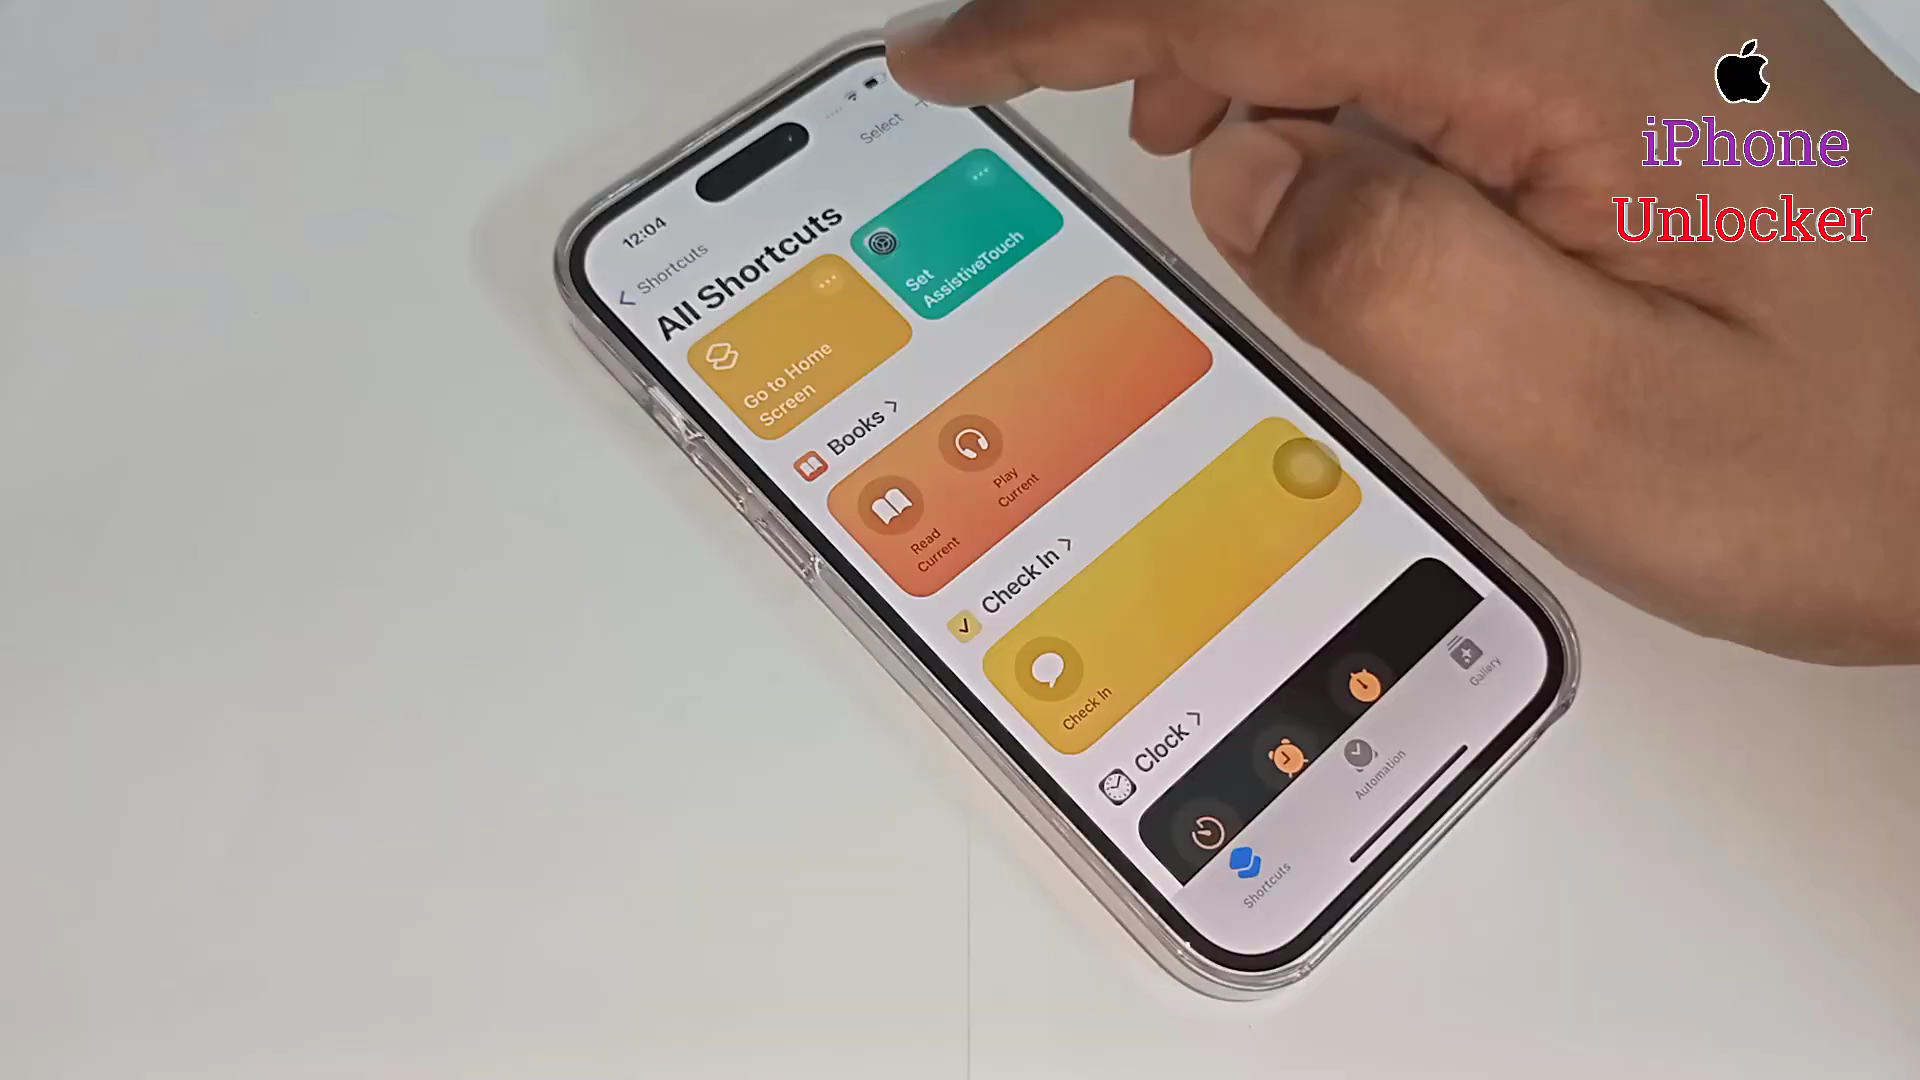 12:04
Shortcuts
Select
All Shortcuts
Go to Home
Screen
Set
AssistiveTouch
Books
Read
Current
Play
Current
Check In
Check In
Clock
Shortcuts
Automation
Gallery
iPhone
Unlocker